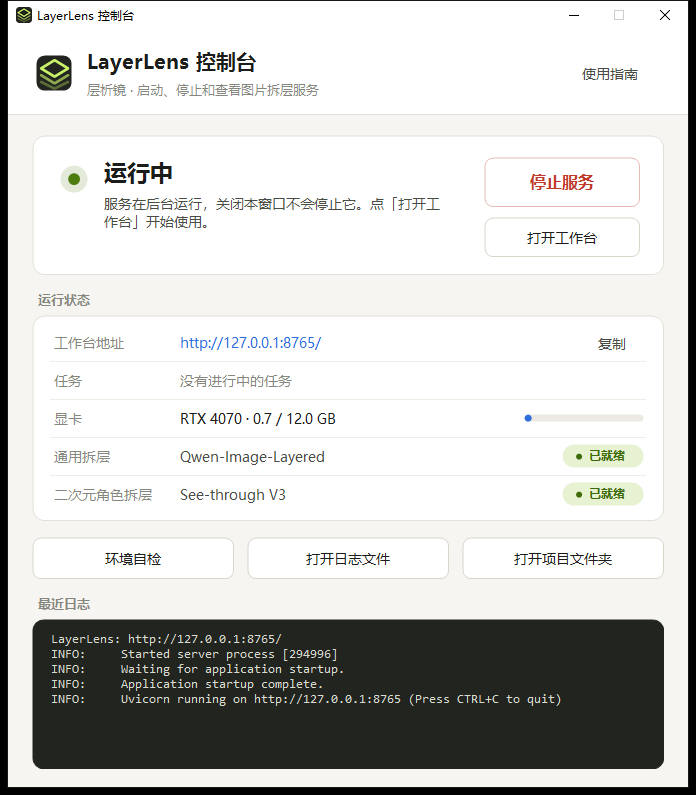 LayerLens 控制台
LayerLens 控制台
层析镜 · 启动、停止和查看图片拆层服务
使用指南
运行中
服务在后台运行，关闭本窗口不会停止它。点「打开工
作台」开始使用。
停止服务
打开工作台
运行状态
工作台地址 http://127.0.0.1:8765/ 复制
任务 没有进行中的任务
显卡 RTX 4070 · 0.7 / 12.0 GB
通用拆层 Qwen-Image-Layered 已就绪
二次元角色拆层 See-through V3 已就绪
环境自检 打开日志文件 打开项目文件夹
最近日志
LayerLens: http://127.0.0.1:8765/
INFO:     Started server process [294996]
INFO:     Waiting for application startup.
INFO:     Application startup complete.
INFO:     Uvicorn running on http://127.0.0.1:8765 (Press CTRL+C to quit)